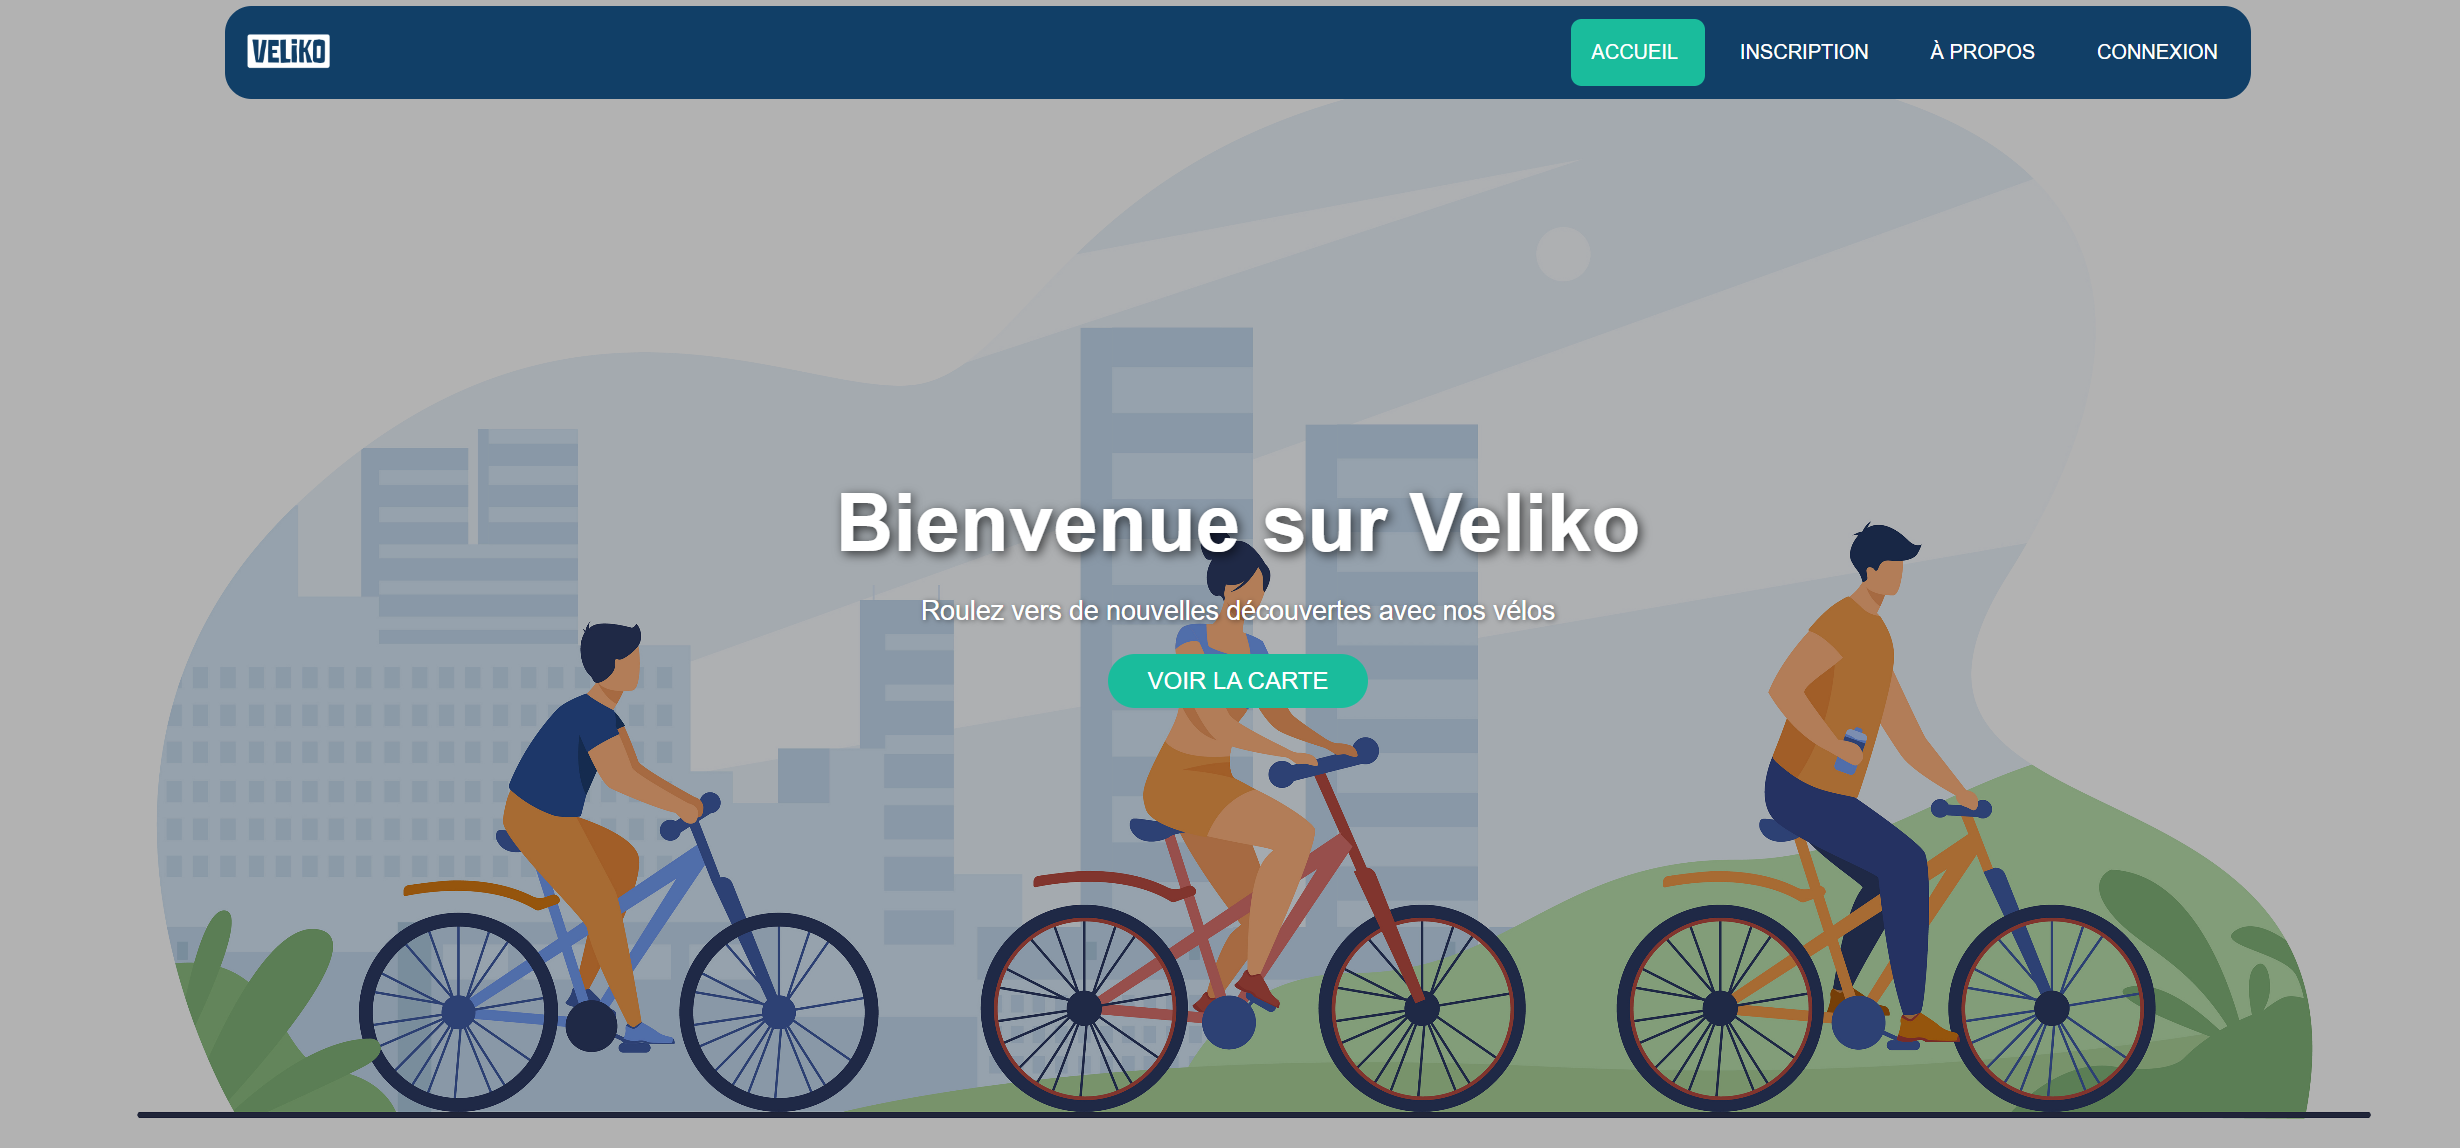 VELiKO
ACCUEIL
INSCRIPTION
À PROPOS
CONNEXION
Bienvenue sur Veliko
Roulez vers de nouvelles découvertes avec nos vélos
VOIR LA CARTE